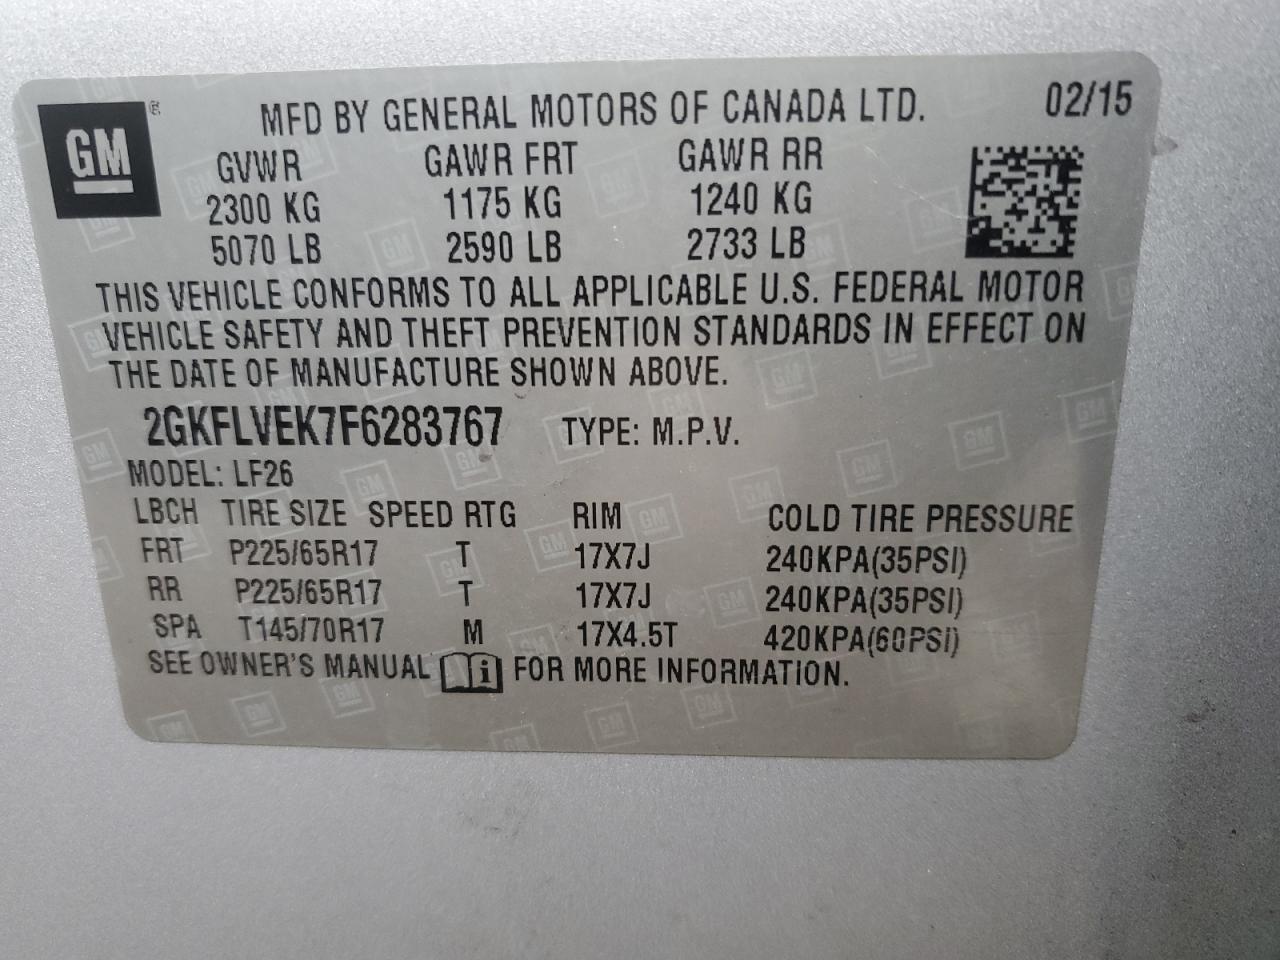 GM ® MFD BY GENERAL MOTORS OF CANADA LTD. 02/15
GVWR GAWR FRT GAWR RR
2300 KG 1175 KG 1240 KG
5070 LB 2590 LB 2733 LB
THIS VEHICLE CONFORMS TO ALL APPLICABLE U.S. FEDERAL MOTOR
VEHICLE SAFETY AND THEFT PREVENTION STANDARDS IN EFFECT ON
THE DATE OF MANUFACTURE SHOWN ABOVE.
2GKFLVEK7F6283767 TYPE: M.P.V.
MODEL: LF26
LBCH TIRE SIZE SPEED RTG RIM COLD TIRE PRESSURE
FRT P225/65R17 T 17X7J 240KPA(35PSI)
RR P225/65R17 T 17X7J 240KPA(35PSI)
SPA T145/70R17 M 17X4.5T 420KPA(60PSI)
SEE OWNER'S MANUAL i FOR MORE INFORMATION.